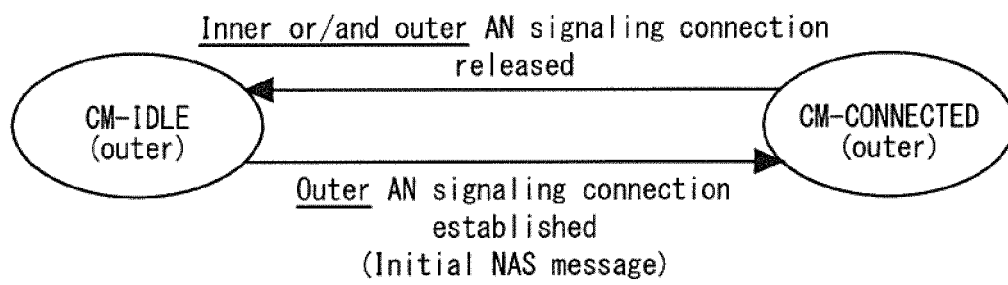 Inner or/and outer AN signaling connection
released
CM-IDLE
(outer)
CM-CONNECTED
(outer)
Outer AN signaling connection
established
(Initial NAS message)